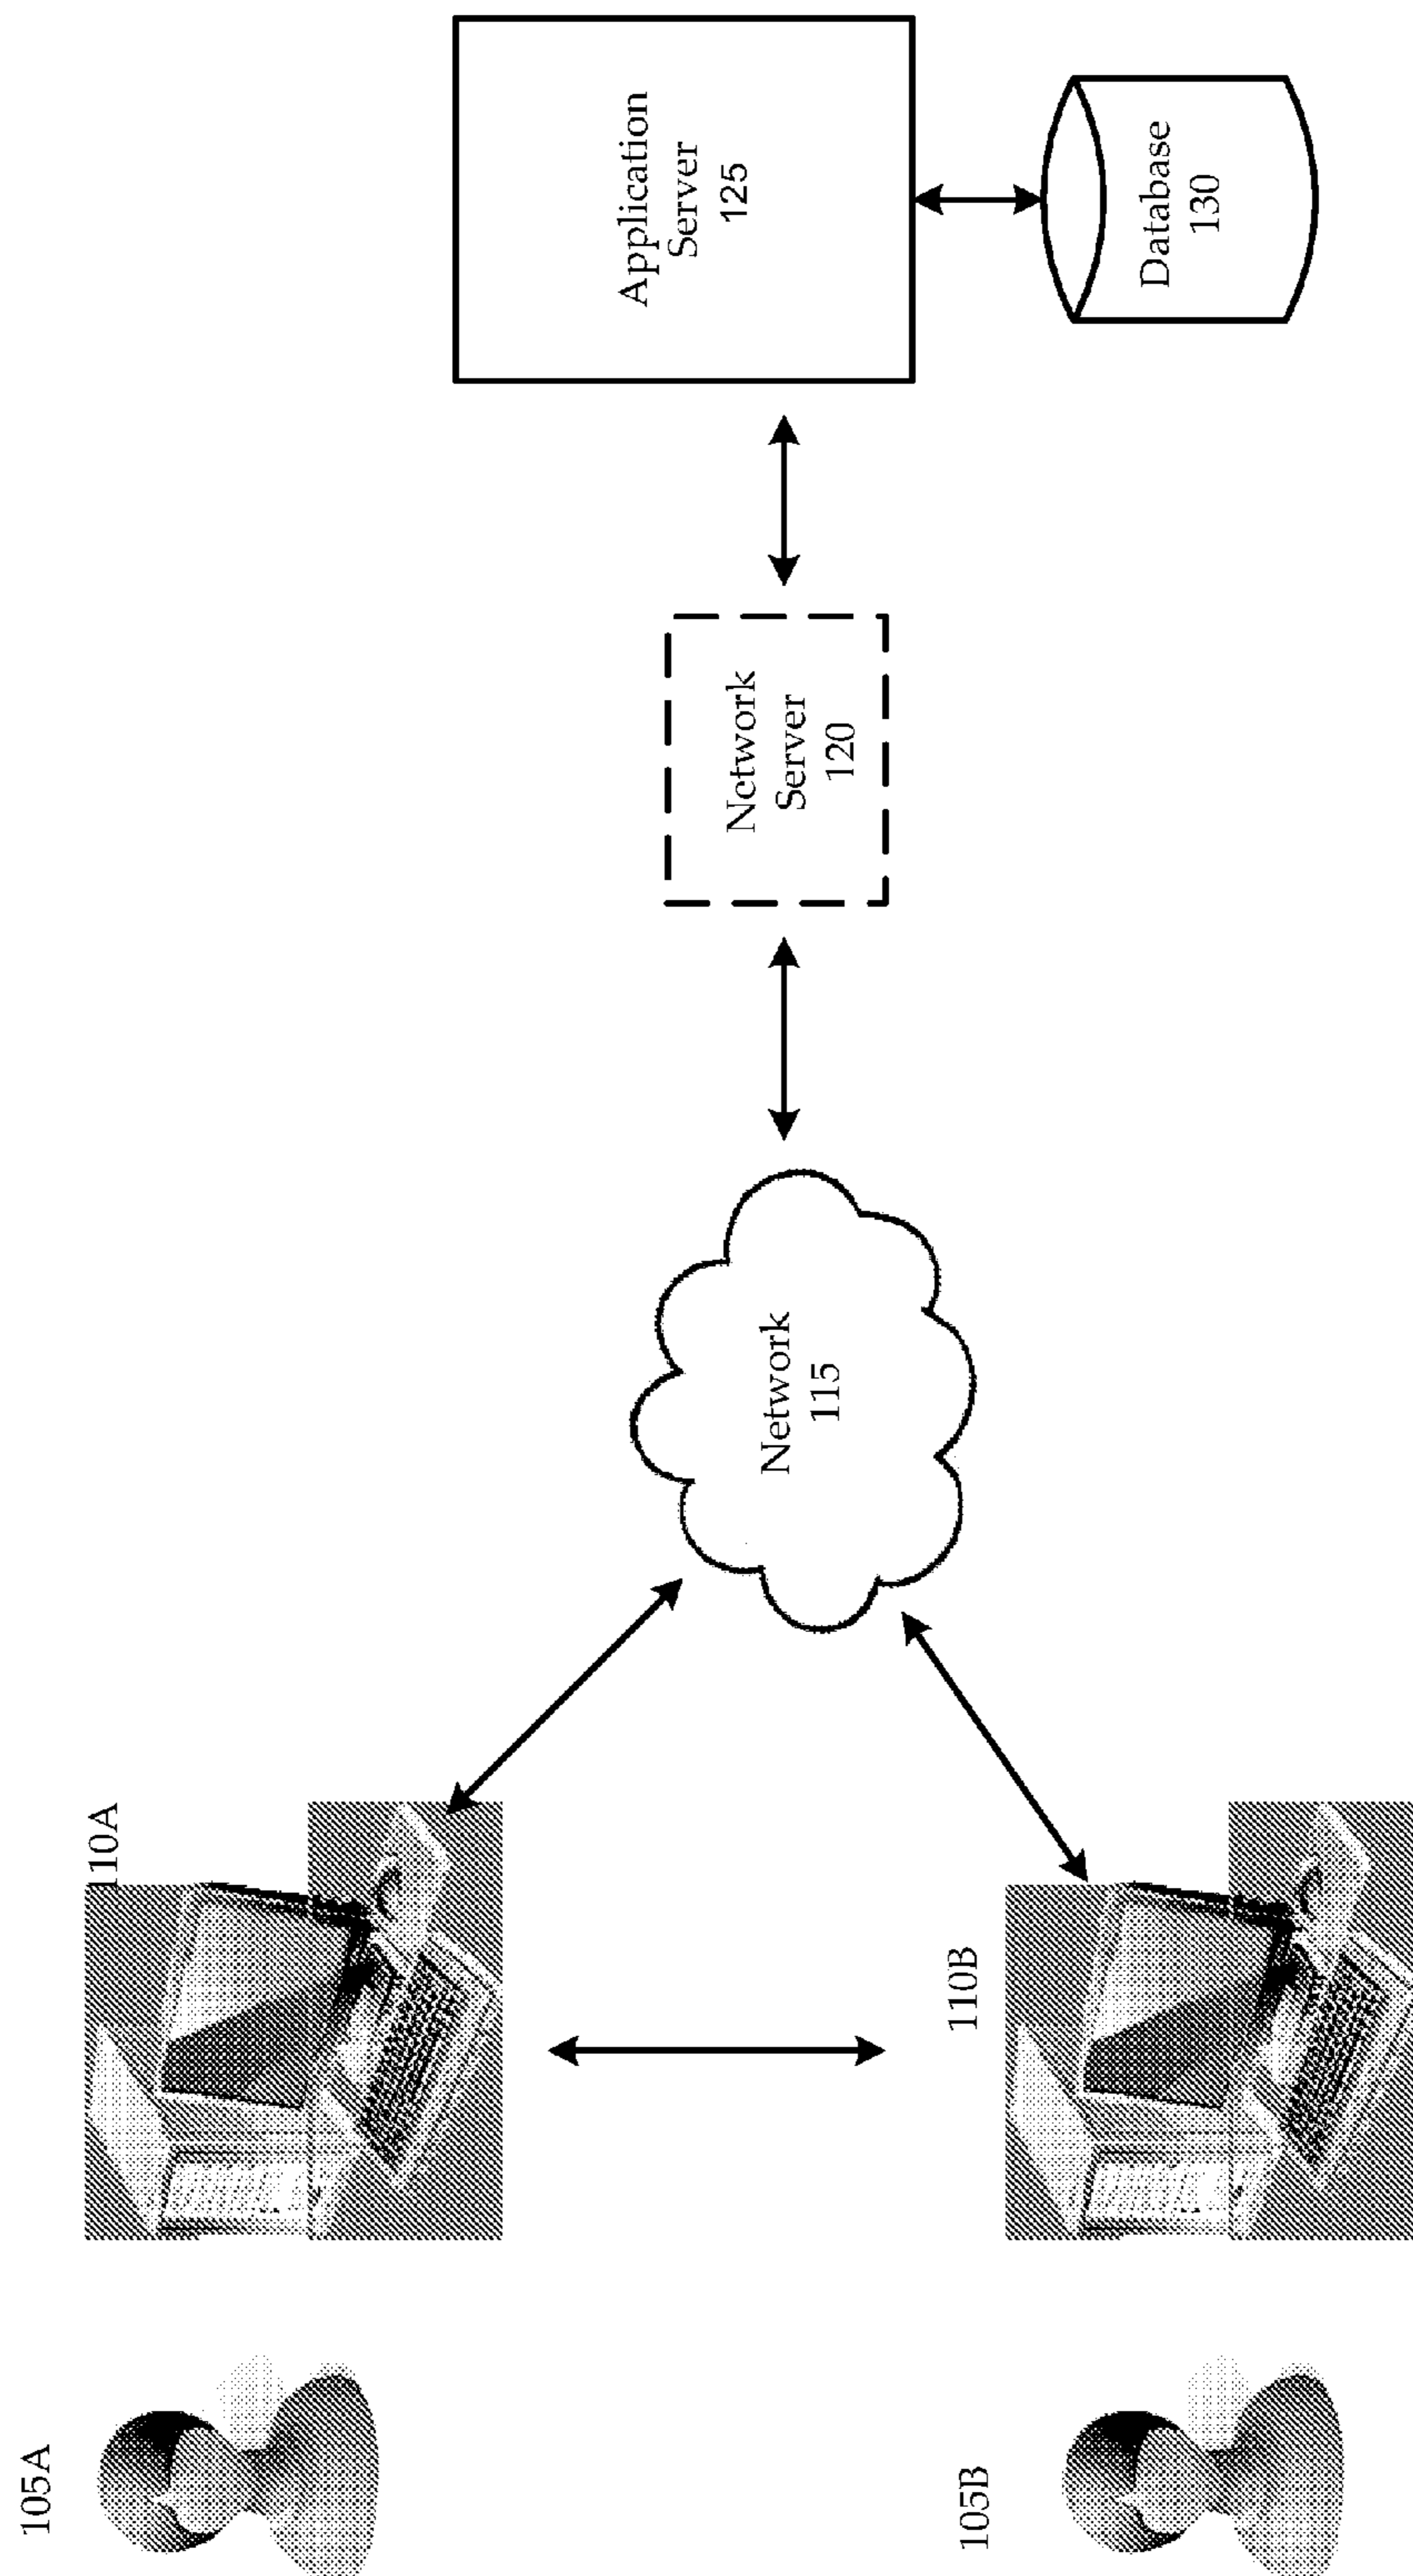 105A
110A
105B
110B
Network
115
Network
Server
120
Application
Server
125
Database
130